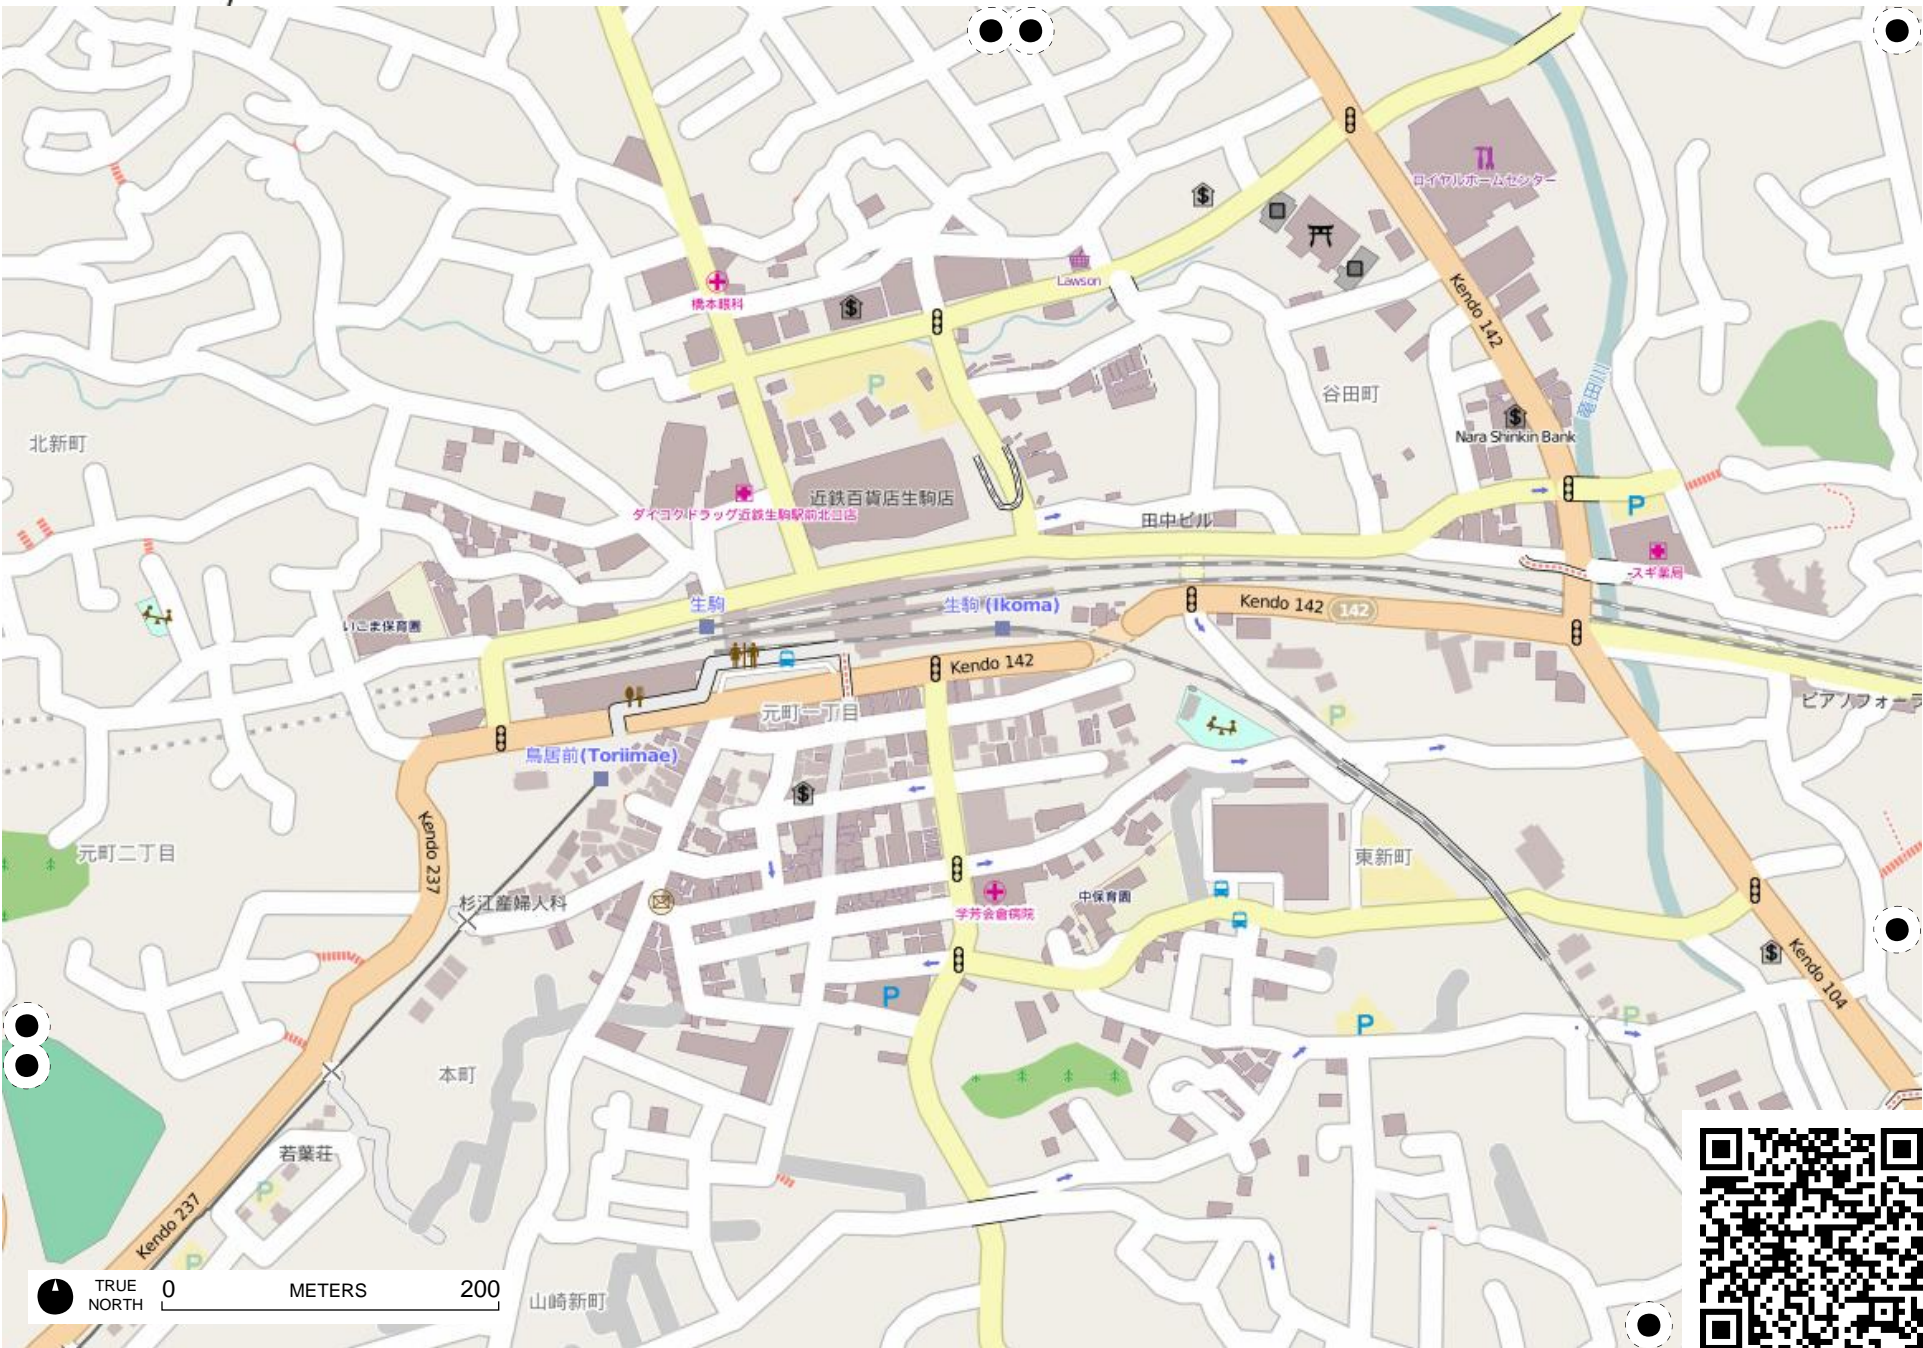 ロイヤルホームセンター
Lawson
橋本眼科
Kendo 142
谷田町
竜田川
北新町
Nara Shinkin Bank
近鉄百貨店生駒店
ダイコクドラッグ近鉄生駒駅前北口店
田中ビル
P
P
スギ薬局
生駒
生駒 (Ikoma)
Kendo 142
142
いこま保育園
Kendo 142
ピアノフォーラ
元町一丁目
P
鳥居前(Toriimae)
元町二丁目
Kendo 237
東新町
杉江産婦人科
中保育園
学芳会倉病院
Kendo 104
P
P
P
本町
若葉荘
P
Kendo 237
P
TRUE
NORTH
0 METERS 200
山崎新町